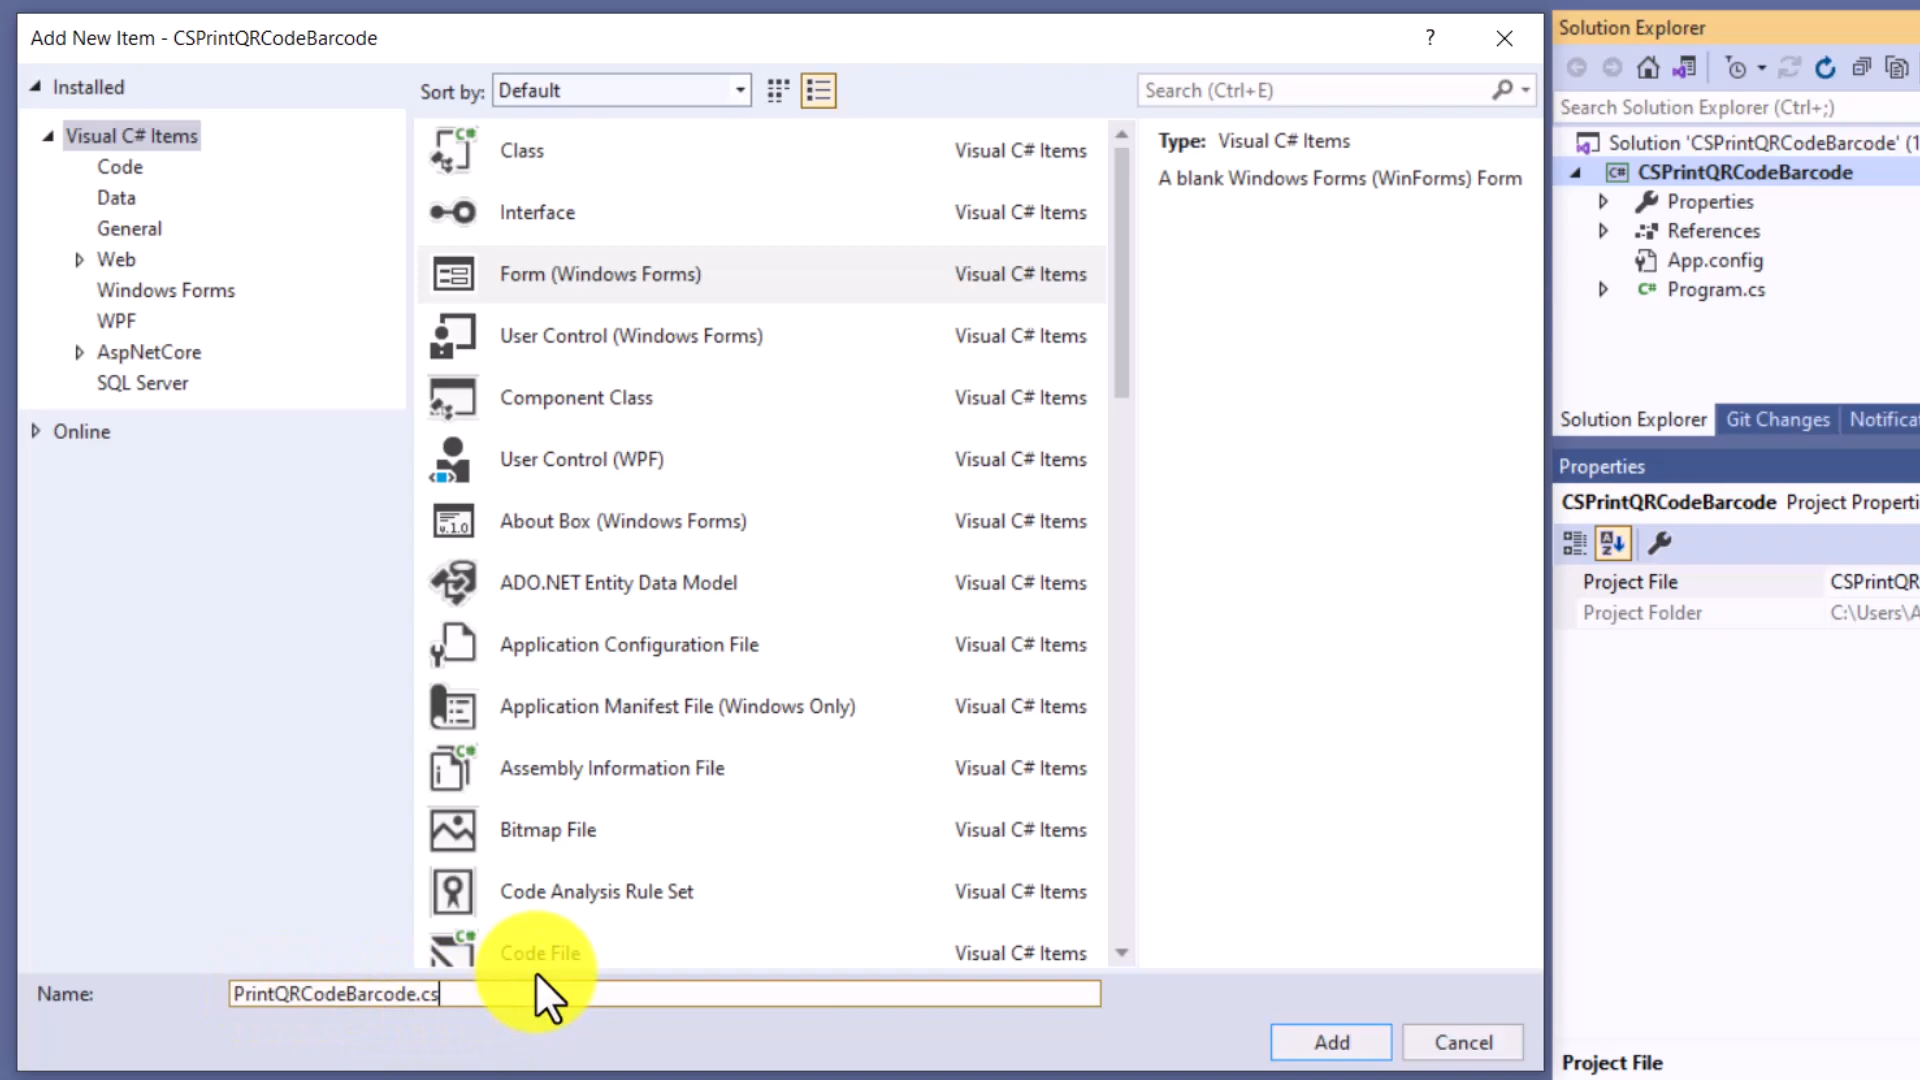 Add New Item - CSPrintQRCodeBarcode
?
Installed
Sort by: Default
Search (Ctrl+E)
Visual C# Items
Code
Data
General
Web
Windows Forms
WPF
AspNetCore
SQL Server
Online
Class Visual C# Items
Interface Visual C# Items
Form (Windows Forms) Visual C# Items
User Control (Windows Forms) Visual C# Items
Component Class Visual C# Items
User Control (WPF) Visual C# Items
About Box (Windows Forms) Visual C# Items
ADO.NET Entity Data Model Visual C# Items
Application Configuration File Visual C# Items
Application Manifest File (Windows Only) Visual C# Items
Assembly Information File Visual C# Items
Bitmap File Visual C# Items
Code Analysis Rule Set Visual C# Items
Code File Visual C# Items
Type: Visual C# Items
A blank Windows Forms (WinForms) Form
Name: PrintQRCodeBarcode.cs
Add Cancel
Solution Explorer
Search Solution Explorer (Ctrl+;)
Solution 'CSPrintQRCodeBarcode' (1
C# CSPrintQRCodeBarcode
Properties
References
App.config
C# Program.cs
Solution Explorer Git Changes Notifica
Properties
CSPrintQRCodeBarcode Project Properti
Project File CSPrintQR
Project Folder C:\Users\A
Project File